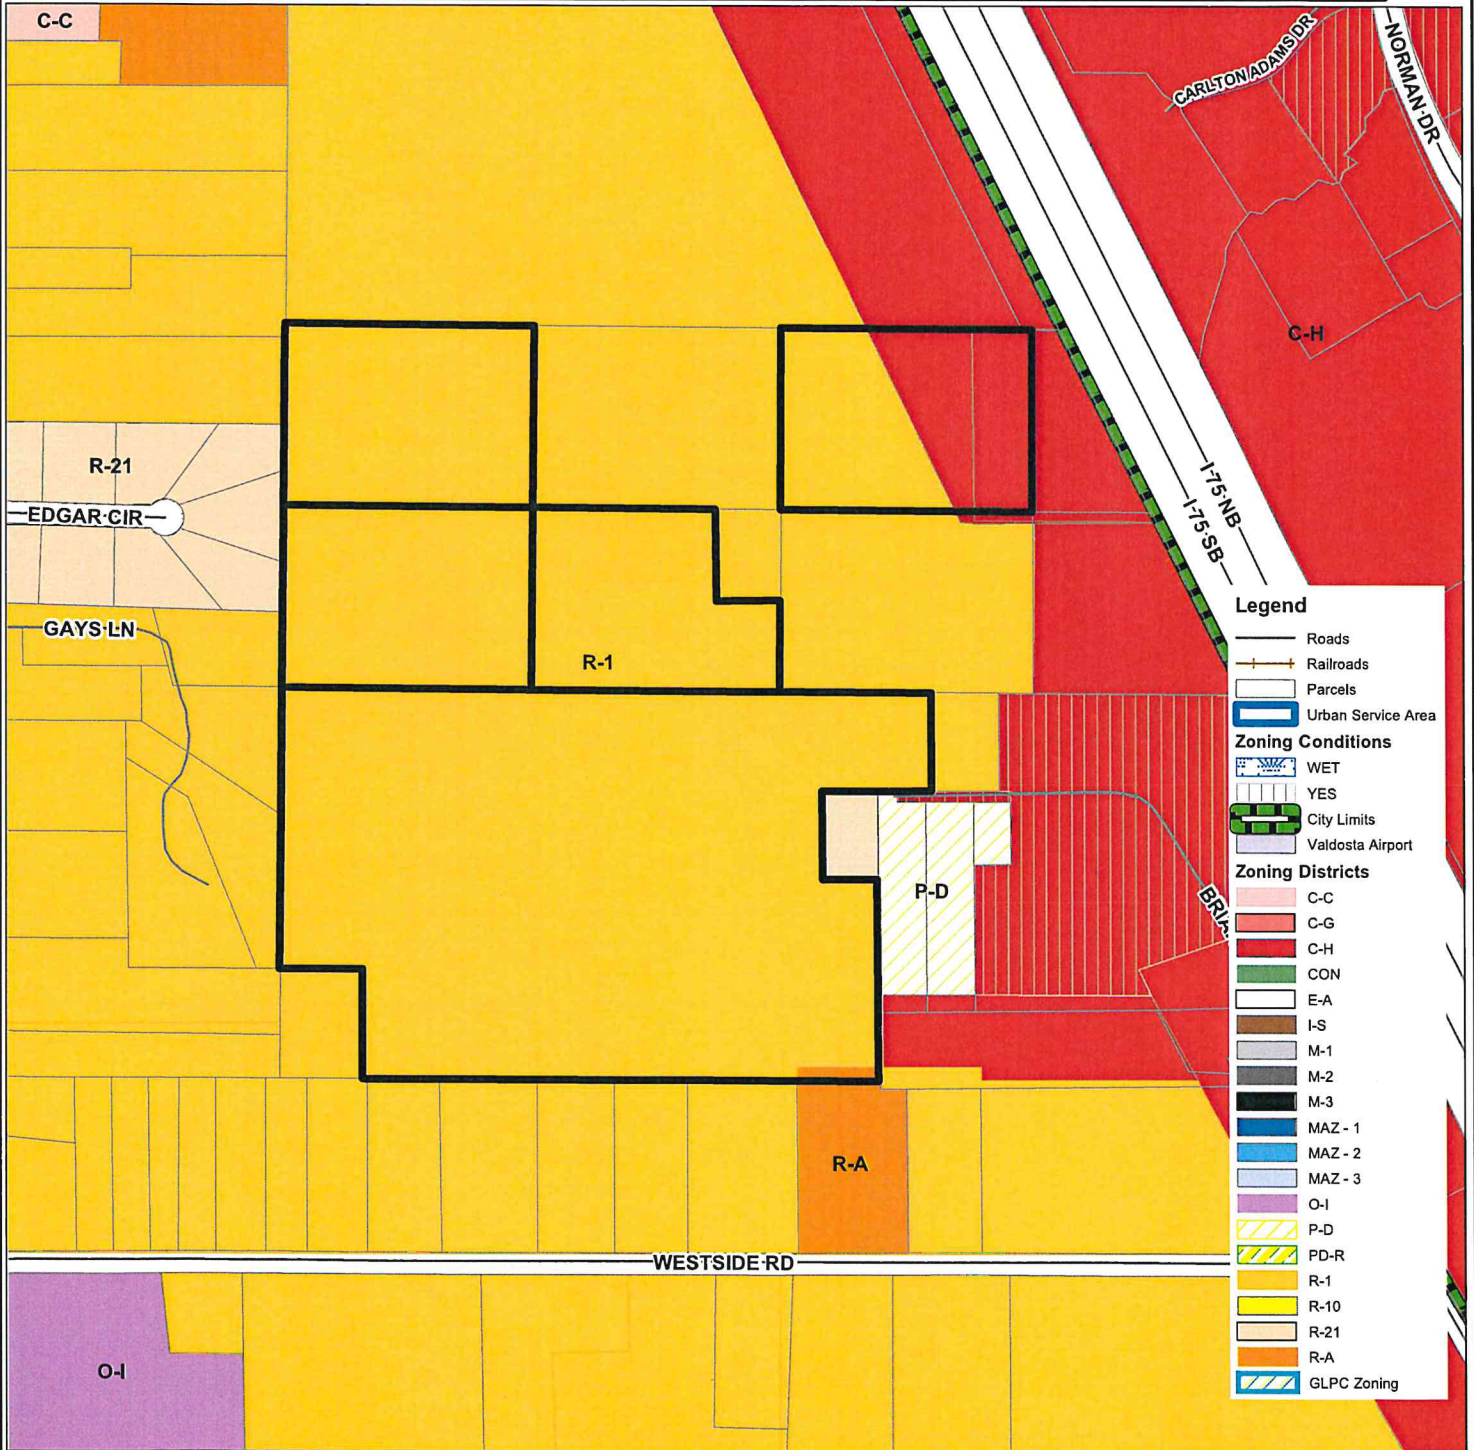 C-C
CARLTON ADAMS DR
NORMAN DR
C-H
R-21
EDGAR CIR
I-75 NB
I-75 SB
GAYS LN
R-1
P-D
BRIA
R-A
WESTSIDE RD
O-I
Legend
Roads
Railroads
Parcels
Urban Service Area
Zoning Conditions
WET
YES
City Limits
Valdosta Airport
Zoning Districts
C-C
C-G
C-H
CON
E-A
I-S
M-1
M-2
M-3
MAZ - 1
MAZ - 2
MAZ - 3
O-I
P-D
PD-R
R-1
R-10
R-21
R-A
GLPC Zoning